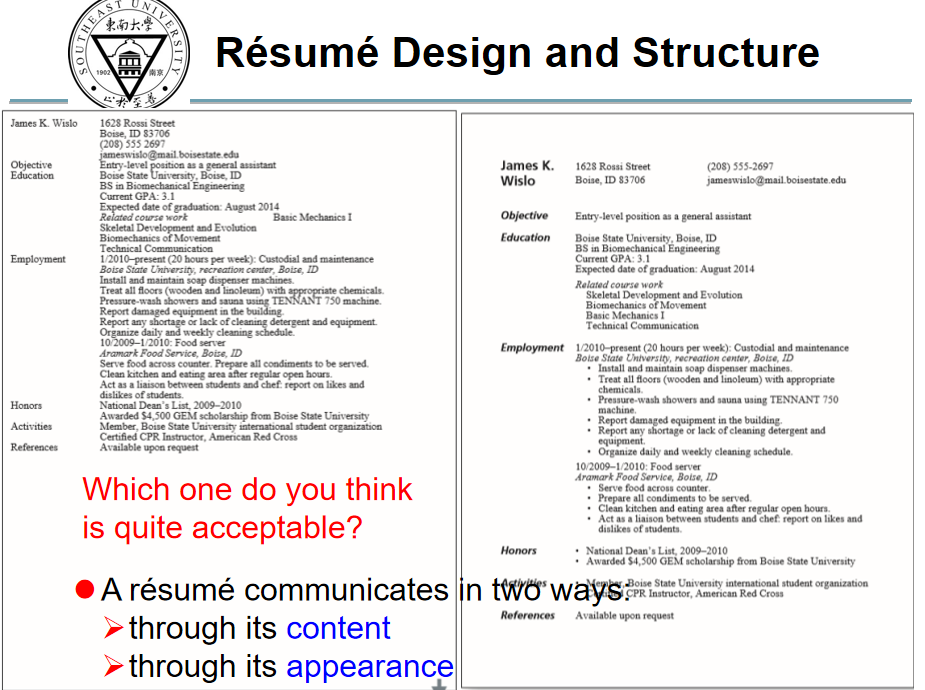 SOUTHEAST UNIVERSITY
東南大學
1902 南京
止於至善
Résumé Design and Structure
James K. Wislo 1628 Rossi Street
Boise, ID 83706
(208) 555 2697
jameswislo@mail.boisestate.edu
Objective Entry-level position as a general assistant
Education Boise State University, Boise, ID
BS in Biomechanical Engineering
Current GPA: 3.1
Expected date of graduation: August 2014
Related course work Basic Mechanics I
Skeletal Development and Evolution
Biomechanics of Movement
Technical Communication
Employment 1/2010–present (20 hours per week): Custodial and maintenance
Boise State University, recreation center, Boise, ID
Install and maintain soap dispenser machines.
Treat all floors (wooden and linoleum) with appropriate chemicals.
Pressure-wash showers and sauna using TENNANT 750 machine.
Report damaged equipment in the building.
Report any shortage or lack of cleaning detergent and equipment.
Organize daily and weekly cleaning schedule.
10/2009–1/2010: Food server
Aramark Food Service, Boise, ID
Serve food across counter. Prepare all condiments to be served.
Clean kitchen and eating area after regular open hours.
Act as a liaison between students and chef: report on likes and
dislikes of students.
Honors National Dean's List, 2009–2010
Awarded $4,500 GEM scholarship from Boise State University
Activities Member, Boise State University international student organization
Certified CPR Instructor, American Red Cross
References Available upon request
Which one do you think
is quite acceptable?
● A résumé communicates in two ways:
➢ through its content
➢ through its appearance
James K. 1628 Rossi Street (208) 555-2697
Wislo Boise, ID 83706 jameswislo@mail.boisestate.edu
Objective Entry-level position as a general assistant
Education Boise State University, Boise, ID
BS in Biomechanical Engineering
Current GPA: 3.1
Expected date of graduation: August 2014
Related course work
Skeletal Development and Evolution
Biomechanics of Movement
Basic Mechanics I
Technical Communication
Employment 1/2010–present (20 hours per week): Custodial and maintenance
Boise State University, recreation center, Boise, ID
• Install and maintain soap dispenser machines.
• Treat all floors (wooden and linoleum) with appropriate
chemicals.
• Pressure-wash showers and sauna using TENNANT 750
machine.
• Report damaged equipment in the building.
• Report any shortage or lack of cleaning detergent and
equipment.
• Organize daily and weekly cleaning schedule.
10/2009–1/2010: Food server
Aramark Food Service, Boise, ID
• Serve food across counter.
• Prepare all condiments to be served.
• Clean kitchen and eating area after regular open hours.
• Act as a liaison between students and chef: report on likes and
dislikes of students.
Honors • National Dean's List, 2009–2010
• Awarded $4,500 GEM scholarship from Boise State University
Activities • Member, Boise State University international student organization
• Certified CPR Instructor, American Red Cross
References Available upon request